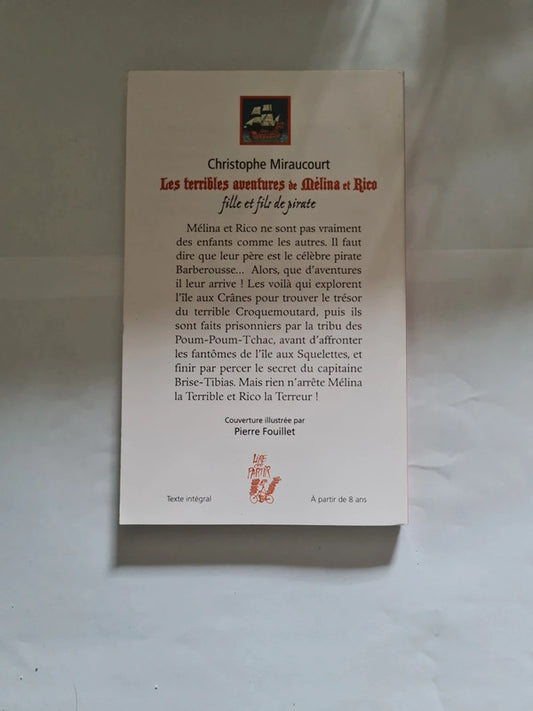 Christophe Miraucourt
Les terribles aventures de Mélina et Rico
fille et fils de pirate
Mélina et Rico ne sont pas vraiment
des enfants comme les autres. Il faut
dire que leur père est le célèbre pirate
Barberousse... Alors, que d'aventures
il leur arrive ! Les voilà qui explorent
l'île aux Crânes pour trouver le trésor
du terrible Croquemoutard, puis ils
sont faits prisonniers par la tribu des
Poum-Poum-Tchac, avant d'affronter
les fantômes de l'île aux Squelettes, et
finir par percer le secret du capitaine
Brise-Tibias. Mais rien n'arrête Mélina
la Terrible et Rico la Terreur !
Couverture illustrée par
Pierre Fouillet
LIRE
C'EST
PARTIR
Texte intégral
À partir de 8 ans